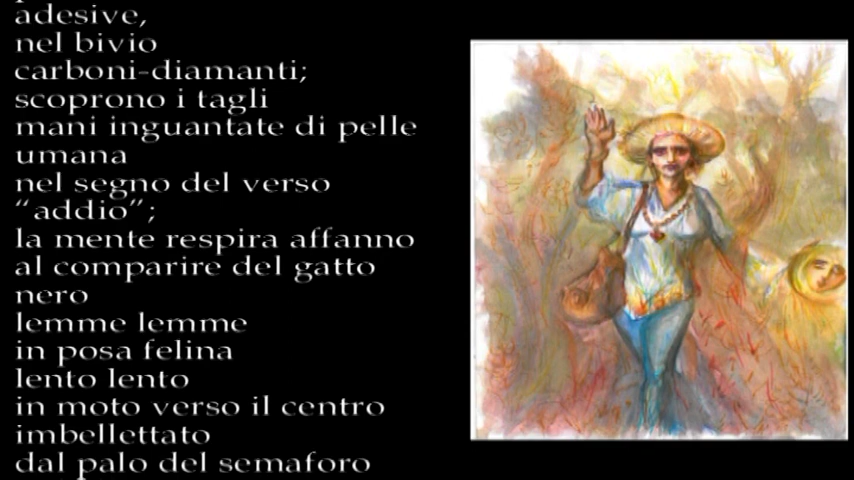 adesive,
nel bivio
carboni-diamanti;
scoprono i tagli
mani inguantate di pelle
umana
nel segno del verso
“addio”;
la mente respira affanno
al comparire del gatto
nero
lemme lemme
in posa felina
lento lento
in moto verso il centro
imbellettato
dal palo del semaforo